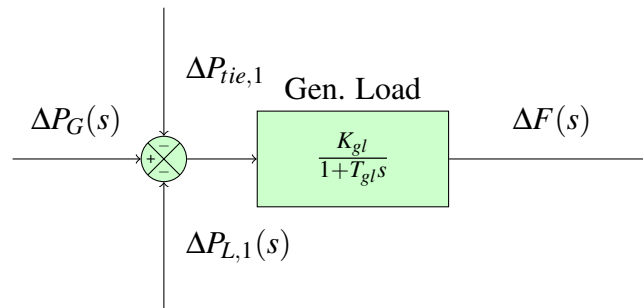 ΔP_{tie,1}
Gen. Load
ΔP_G(s)
ΔF(s)
−
+
−
K_{gl}
1+T_{gl}s
ΔP_{L,1}(s)